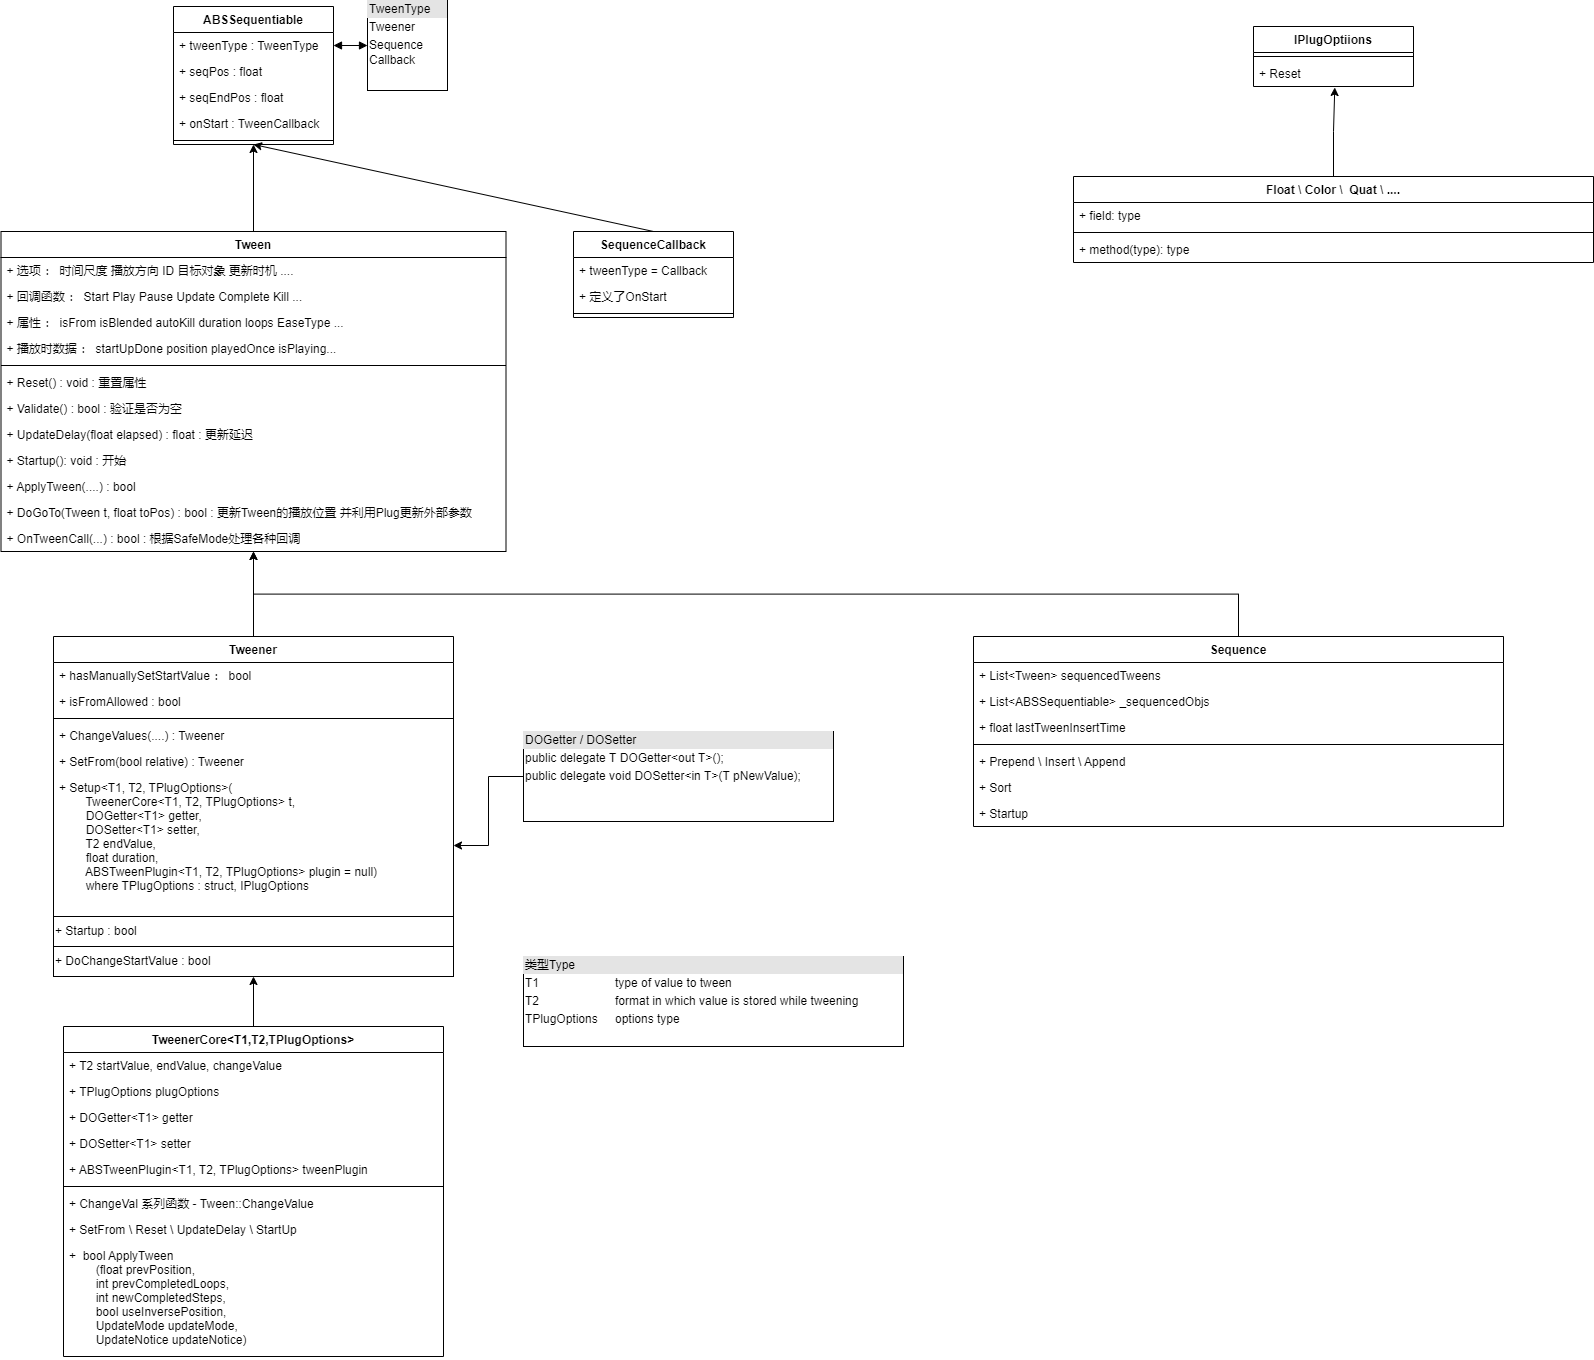 ABSSequentiable
+ tweenType : TweenType
+ seqPos : float
+ seqEndPos : float
+ onStart : TweenCallback
TweenType
Tweener
Sequence
Callback
IPlugOptiions
+ Reset
Float \ Color \  Quat \ ....
+ field: type
+ method(type): type
Tween
+ 选项： 时间尺度 播放方向 ID 目标对象 更新时机 ....
+ 回调函数： Start Play Pause Update Complete Kill ...
+ 属性： isFrom isBlended autoKill duration loops EaseType ...
+ 播放时数据： startUpDone position playedOnce isPlaying...
+ Reset() : void : 重置属性
+ Validate() : bool : 验证是否为空
+ UpdateDelay(float elapsed) : float : 更新延迟
+ Startup(): void : 开始
+ ApplyTween(....) : bool
+ DoGoTo(Tween t, float toPos) : bool : 更新Tween的播放位置 并利用Plug更新外部参数
+ OnTweenCall(...) : bool : 根据SafeMode处理各种回调
SequenceCallback
+ tweenType = Callback
+ 定义了OnStart
Tweener
+ hasManuallySetStartValue： bool
+ isFromAllowed : bool
+ ChangeValues(....) : Tweener
+ SetFrom(bool relative) : Tweener
+ Setup<T1, T2, TPlugOptions>(
TweenerCore<T1, T2, TPlugOptions> t,
DOGetter<T1> getter,
DOSetter<T1> setter,
T2 endValue,
float duration,
ABSTweenPlugin<T1, T2, TPlugOptions> plugin = null)
where TPlugOptions : struct, IPlugOptions
+ Startup : bool
+ DoChangeStartValue : bool
DOGetter / DOSetter
public delegate T DOGetter<out T>();
public delegate void DOSetter<in T>(T pNewValue);
Sequence
+ List<Tween> sequencedTweens
+ List<ABSSequentiable> _sequencedObjs
+ float lastTweenInsertTime
+ Prepend \ Insert \ Append
+ Sort
+ Startup
类型Type
T1 type of value to tween
T2 format in which value is stored while tweening
TPlugOptions options type
TweenerCore<T1,T2,TPlugOptions>
+ T2 startValue, endValue, changeValue
+ TPlugOptions plugOptions
+ DOGetter<T1> getter
+ DOSetter<T1> setter
+ ABSTweenPlugin<T1, T2, TPlugOptions> tweenPlugin
+ ChangeVal 系列函数 - Tween::ChangeValue
+ SetFrom \ Reset \ UpdateDelay \ StartUp
+  bool ApplyTween
(float prevPosition,
int prevCompletedLoops,
int newCompletedSteps,
bool useInversePosition,
UpdateMode updateMode,
UpdateNotice updateNotice)